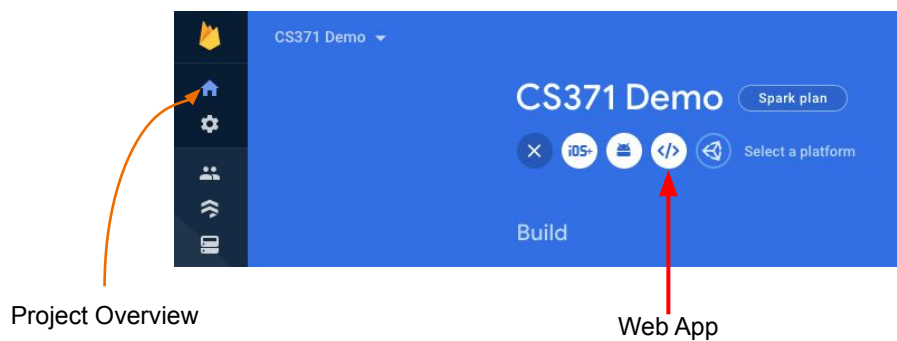 CS371 Demo
CS371 Demo Spark plan
iOS+ </> Select a platform
Build
Project Overview
Web App